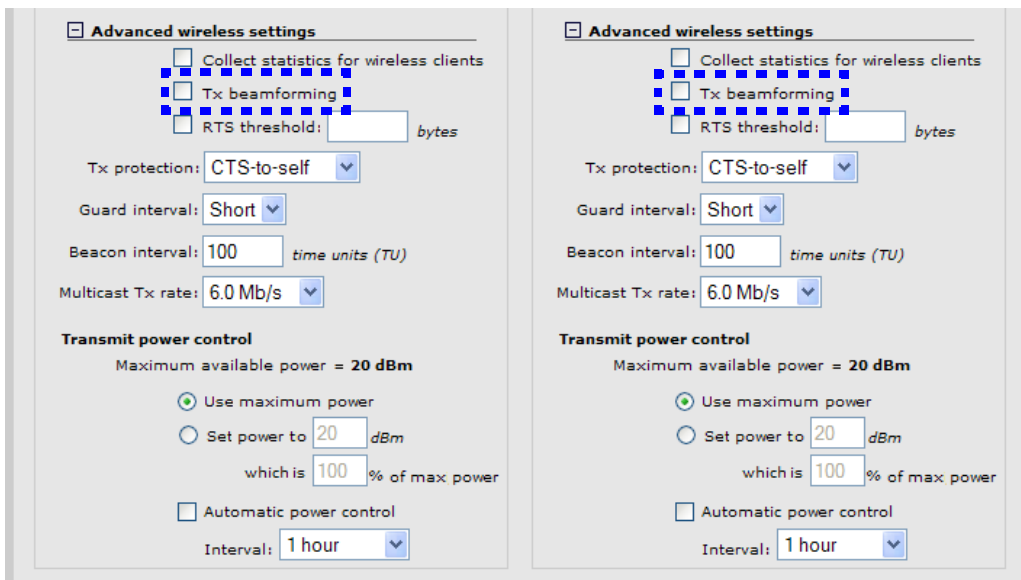 Advanced wireless settings
Collect statistics for wireless clients
Tx beamforming
RTS threshold: bytes
Tx protection: CTS-to-self
Guard interval: Short
Beacon interval: 100 time units (TU)
Multicast Tx rate: 6.0 Mb/s
Transmit power control
Maximum available power = 20 dBm
Use maximum power
Set power to 20 dBm
which is 100 % of max power
Automatic power control
Interval: 1 hour
Advanced wireless settings
Collect statistics for wireless clients
Tx beamforming
RTS threshold: bytes
Tx protection: CTS-to-self
Guard interval: Short
Beacon interval: 100 time units (TU)
Multicast Tx rate: 6.0 Mb/s
Transmit power control
Maximum available power = 20 dBm
Use maximum power
Set power to 20 dBm
which is 100 % of max power
Automatic power control
Interval: 1 hour